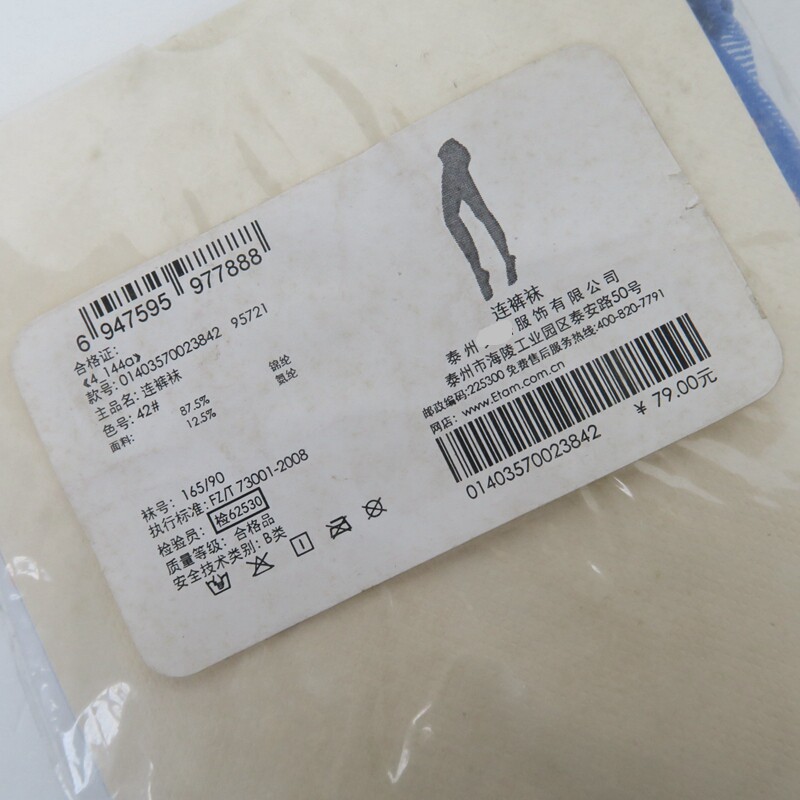 6 947595 977888
合格证:
《4_144a》 95721
款号: 01403570023842
主品名: 连裤袜
色号: 42#
面料: 87.5% 锦纶
12.5% 氨纶
袜号: 165/90
执行标准: FZ/T 73001-2008
检验员: 检62530
质量等级: 合格品
安全技术类别: B类
连裤袜
泰州 服饰有限公司
泰州市海陵工业园区泰安路50号
邮政编码:225300 免费售后服务热线:400-820-7791
网店: www.Etam.com.cn
01403570023842
¥ 79.00元